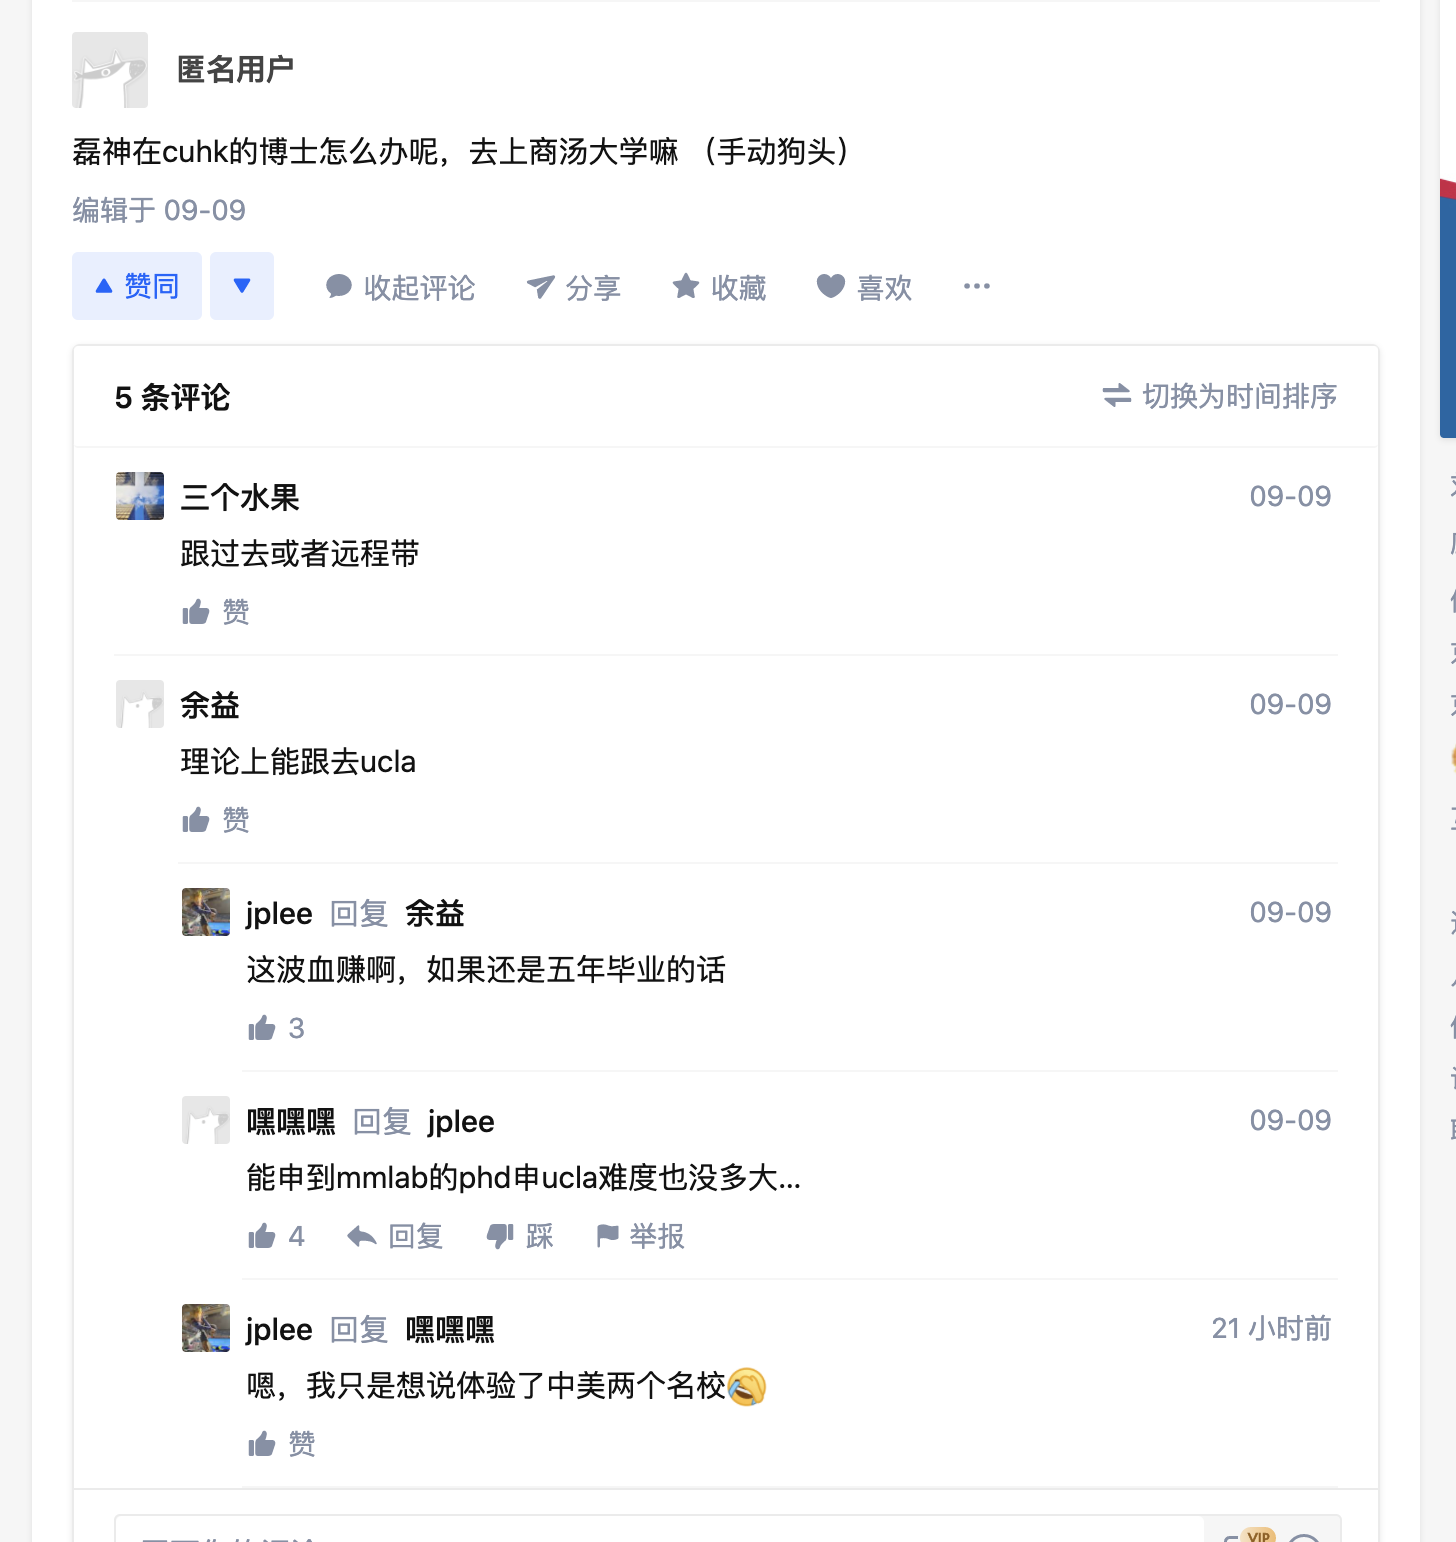 匿名用户
磊神在cuhk的博士怎么办呢，去上商汤大学嘛 （手动狗头）
编辑于 09-09
赞同 收起评论 分享 收藏 喜欢 ···
5 条评论 切换为时间排序
三个水果 09-09
跟过去或者远程带
赞
余益 09-09
理论上能跟去ucla
赞
jplee 回复 余益 09-09
这波血赚啊，如果还是五年毕业的话
3
嘿嘿嘿 回复 jplee 09-09
能申到mmlab的phd申ucla难度也没多大...
4 回复 踩 举报
jplee 回复 嘿嘿嘿 21 小时前
嗯，我只是想说体验了中美两个名校
赞
VIP